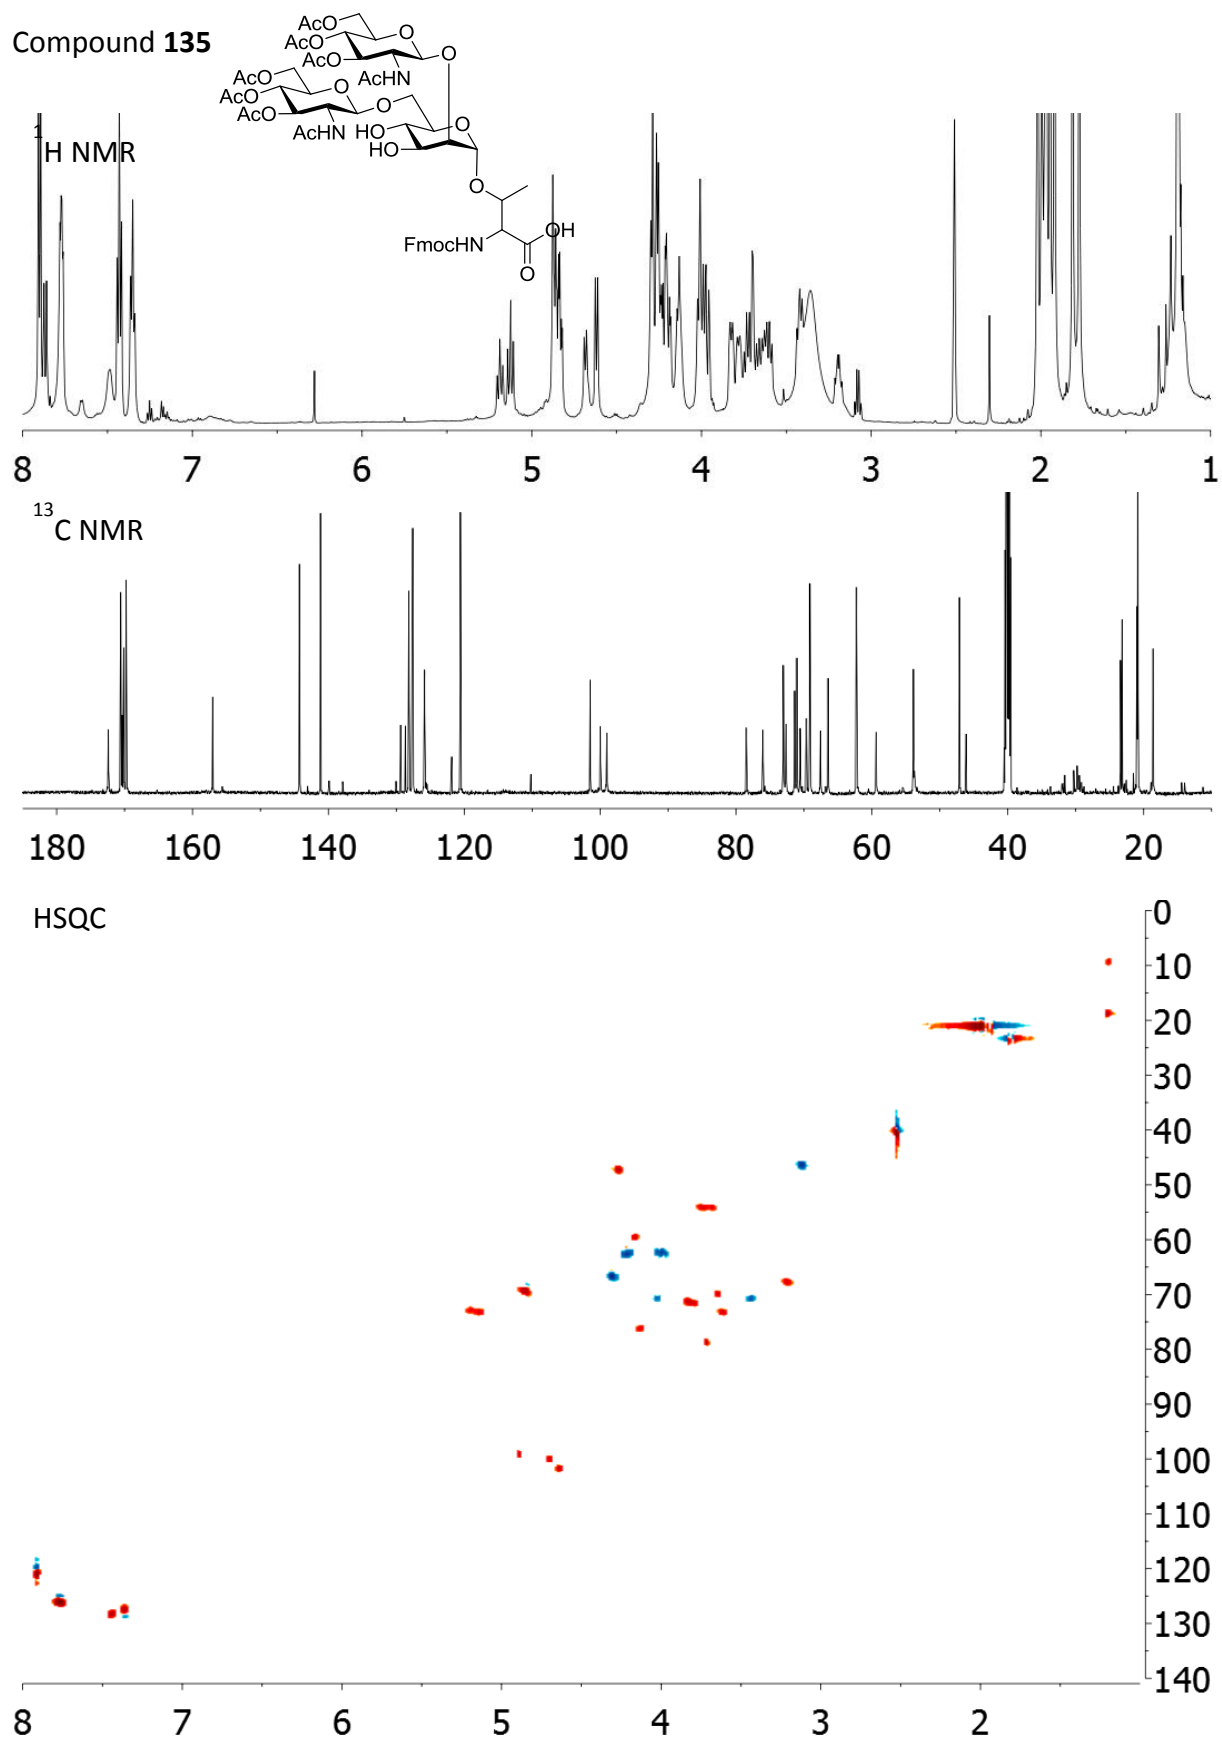 Compound 135
AcO
AcO
AcO
O
O
AcHN
AcO
AcO
AcO
O
O
AcHN
HO
HO
O
O
FmocHN
OH
O
1H NMR
8 7 6 5 4 3 2 1
13C NMR
180 160 140 120 100 80 60 40 20
HSQC
0
10
20
30
40
50
60
70
80
90
100
110
120
130
140
8 7 6 5 4 3 2